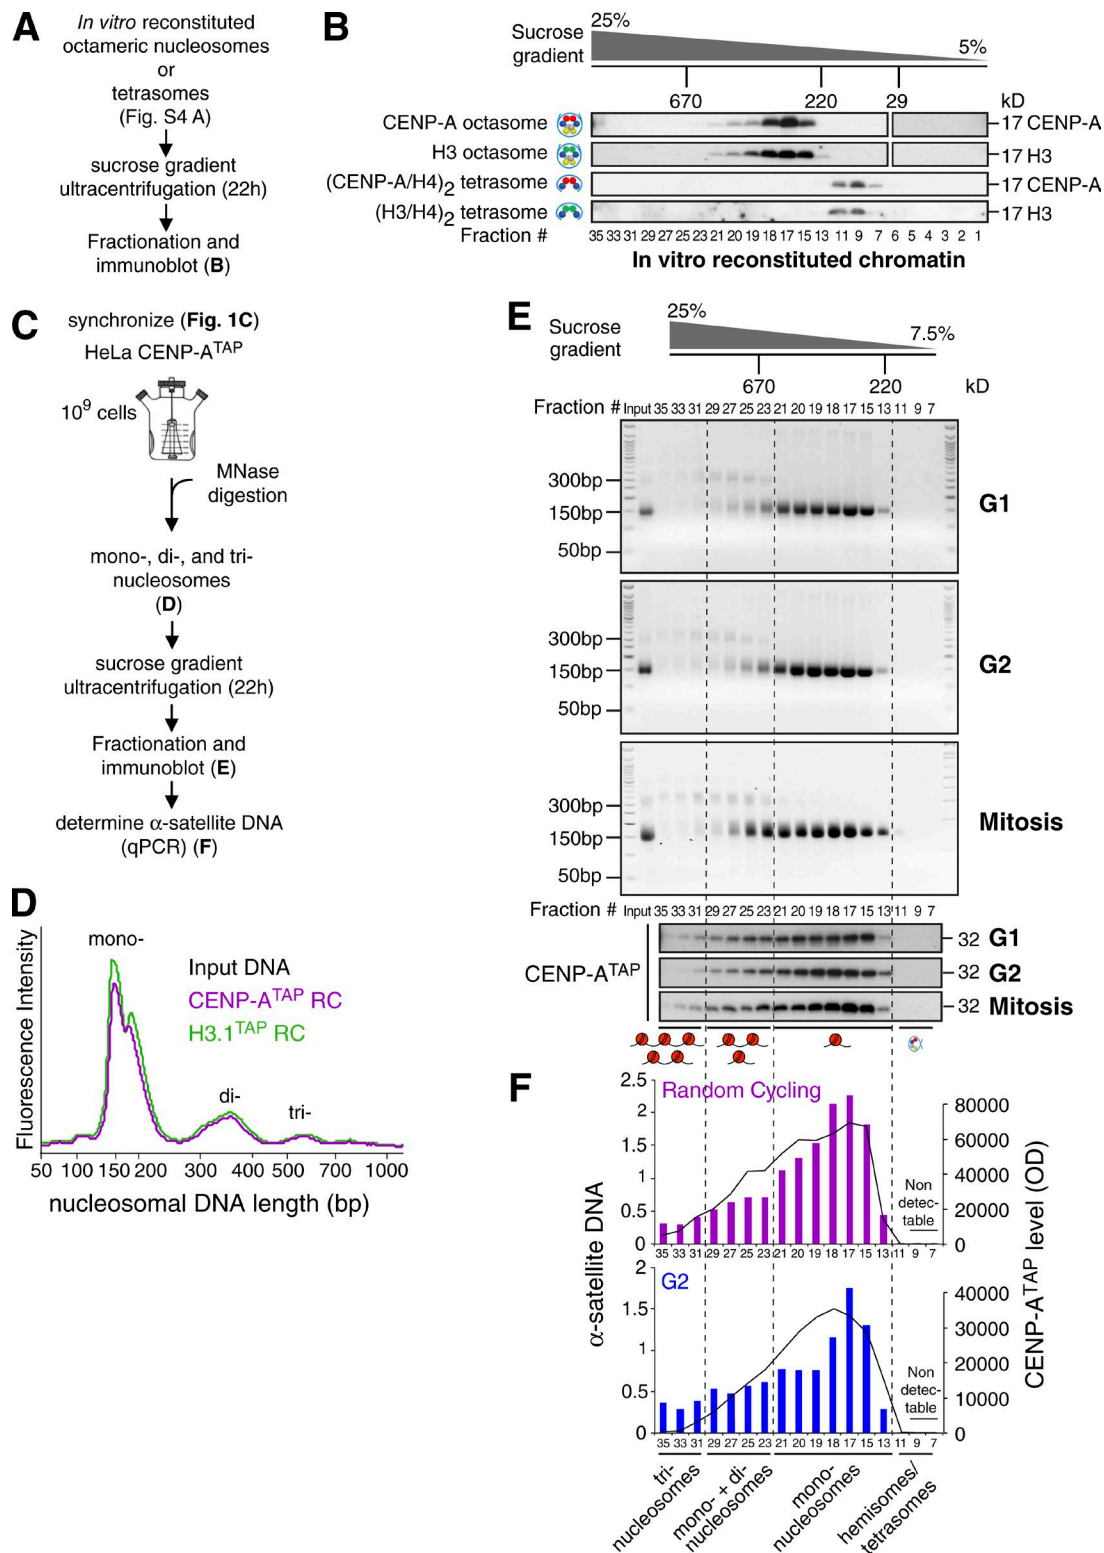 A
In vitro reconstituted
octameric nucleosomes
or
tetrasomes
(Fig. S4 A)
sucrose gradient
ultracentrifugation (22h)
Fractionation and
immunoblot (B)
B
25%
Sucrose
gradient
5%
670 220 29 kD
CENP-A octasome 17 CENP-A
H3 octasome 17 H3
(CENP-A/H4)2 tetrasome 17 CENP-A
(H3/H4)2 tetrasome 17 H3
Fraction # 35 33 31 29 27 25 23 21 20 19 18 17 15 13 11 9 7 6 5 4 3 2 1
In vitro reconstituted chromatin
C
synchronize (Fig. 1C)
HeLa CENP-ATAP
10⁹ cells
MNase
digestion
mono-, di-, and tri-
nucleosomes
(D)
sucrose gradient
ultracentrifugation (22h)
Fractionation and
immunoblot (E)
determine α-satellite DNA
(qPCR) (F)
D
Fluorescence Intensity
mono-
Input DNA
CENP-ATAP RC
H3.1TAP RC
di-
tri-
50 100 150 200 300 400 500 700 1000
nucleosomal DNA length (bp)
E
25%
Sucrose
gradient
7.5%
670 220 kD
Fraction # Input 35 33 31 29 27 25 23 21 20 19 18 17 15 13 11 9 7
300bp
150bp
50bp
G1
300bp
150bp
50bp
G2
300bp
150bp
50bp
Mitosis
Fraction # Input 35 33 31 29 27 25 23 21 20 19 18 17 15 13 11 9 7
CENP-ATAP
32 G1
32 G2
32 Mitosis
F
Random Cycling
2.5
2
1.5
1
0.5
0
80000
60000
40000
20000
0
Non
detec-
table
35 33 31 29 27 25 23 21 20 19 18 17 15 13 11 9 7
α-satellite DNA
CENP-ATAP level (OD)
G2
2
1.5
1
0.5
0
40000
30000
20000
10000
0
Non
detec-
table
35 33 31 29 27 25 23 21 20 19 18 17 15 13 11 9 7
tri-
nucleosomes
mono- + di-
nucleosomes
mono-
nucleosomes
hemisomes/
tetrasomes